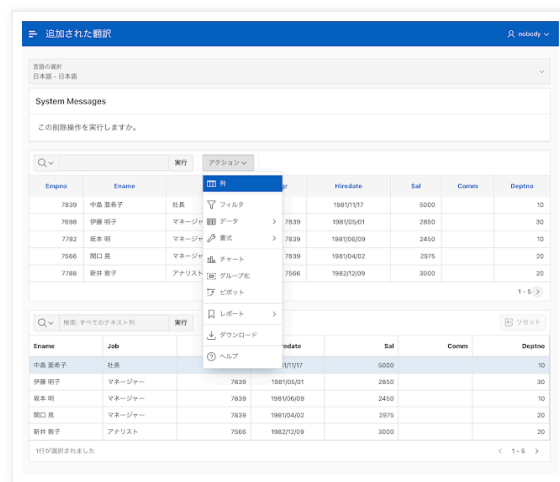 追加された翻訳
nobody
言語の選択
日本語 - 日本語
System Messages
この削除操作を実行しますか。
実行
アクション
Empno Ename gr Hiredate Sal Comm Deptno
7839 中島 亜希子 社長 1981/11/17 5000 10
7698 伊藤 明子 マネージャ 7839 1981/05/01 2850 30
7782 坂本 明 マネージャ 7839 1981/06/09 2450 10
7566 関口 晃 マネージャ 7839 1981/04/02 2975 20
7788 新井 敦子 アナリスト 7566 1982/12/09 3000 20
列
フィルタ
データ
書式
チャート
グループ化
ピボット
レポート
ダウンロード
ヘルプ
1 - 5
検索: すべてのテキスト列
実行
リセット
Ename Job redate Sal Comm Deptno
中島 亜希子 社長 81/11/17 5000 10
伊藤 明子 マネージャー 7839 1981/05/01 2850 30
坂本 明 マネージャー 7839 1981/06/09 2450 10
関口 晃 マネージャー 7839 1981/04/02 2975 20
新井 敦子 アナリスト 7566 1982/12/09 3000 20
1行が選択されました
1 - 5